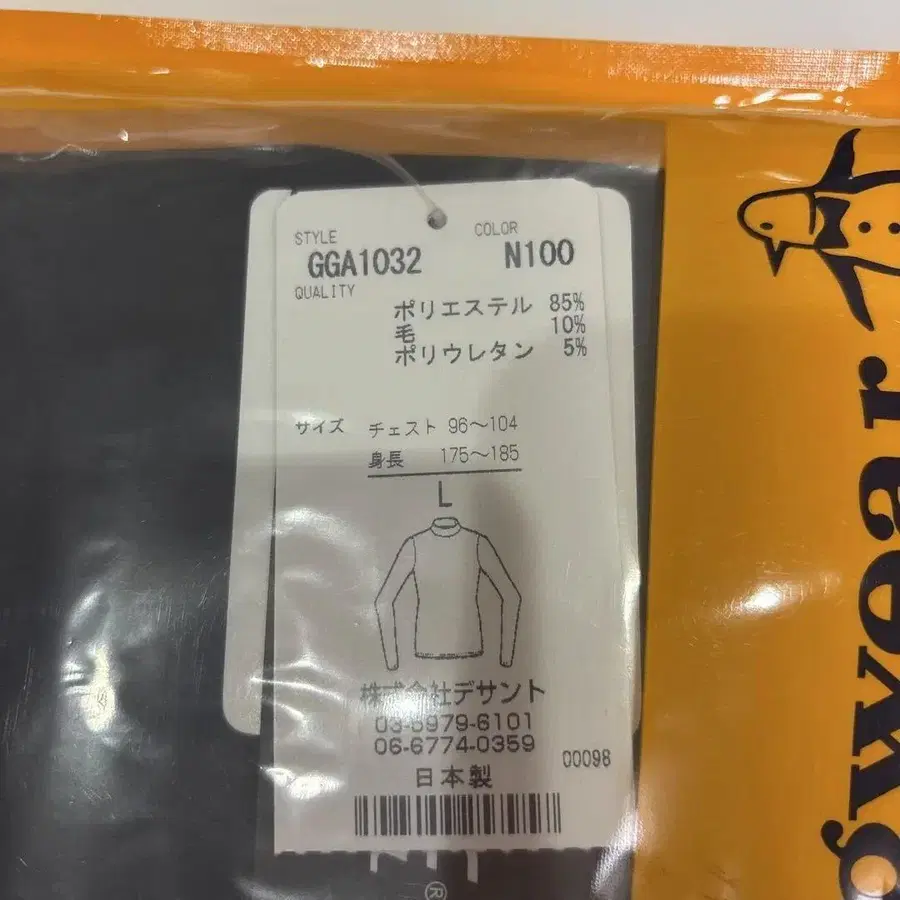 STYLE
COLOR
GGA1032
N100
QUALITY
ポリエステル 85%
毛 10%
ポリウレタン 5%
サイズ チェスト 96～104
身長 175～185
L
株式会社デサント
03-5979-6101
06-6774-0359
00098
日本製
wear
®